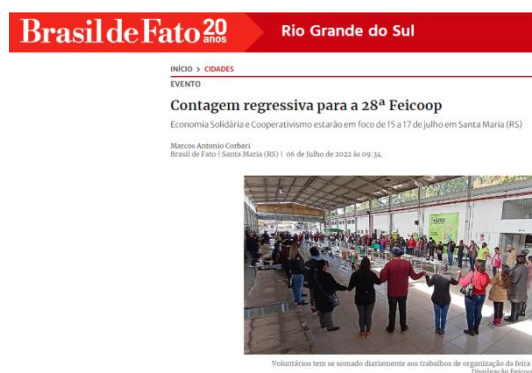 Brasil de Fato 20 anos
Rio Grande do Sul
INÍCIO > CIDADES
EVENTO
Contagem regressiva para a 28ª Feicoop
Economia Solidária e Cooperativismo estarão em foco de 15 a 17 de julho em Santa Maria (RS)
Marcos Antonio Corbari
Brasil de Fato | Santa Maria (RS) | 06 de Julho de 2022 às 09:34
Voluntários tem se somado diariamente aos trabalhos de organização da feira
Divulgação Feicoop